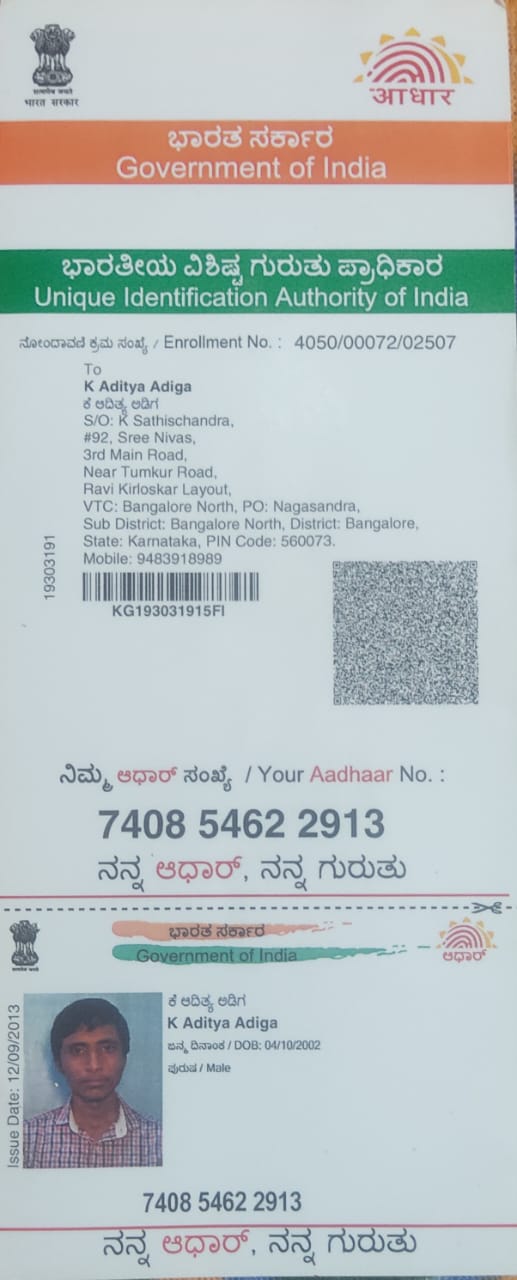 सत्यमेव जयते
भारत सरकार
आधार
ಭಾರತ ಸರ್ಕಾರ
Government of India
ಭಾರತೀಯ ವಿಶಿಷ್ಟ ಗುರುತು ಪ್ರಾಧಿಕಾರ
Unique Identification Authority of India
ನೋಂದಾವಣಿ ಕ್ರಮ ಸಂಖ್ಯೆ / Enrollment No. : 4050/00072/02507
To
K Aditya Adiga
ಕೆ ಆದಿತ್ಯ ಅಡಿಗ
S/O: K Sathischandra,
#92, Sree Nivas,
3rd Main Road,
Near Tumkur Road,
Ravi Kirloskar Layout,
VTC: Bangalore North, PO: Nagasandra,
Sub District: Bangalore North, District: Bangalore,
State: Karnataka, PIN Code: 560073.
Mobile: 9483918989
19303191
KG193031915FI
ನಿಮ್ಮ ಆಧಾರ್ ಸಂಖ್ಯೆ / Your Aadhaar No. :
7408 5462 2913
ನನ್ನ ಆಧಾರ್, ನನ್ನ ಗುರುತು
ಭಾರತ ಸರ್ಕಾರ
Government of India
ಆಧಾರ್
Issue Date: 12/09/2013
ಕೆ ಆದಿತ್ಯ ಅಡಿಗ
K Aditya Adiga
ಜನ್ಮ ದಿನಾಂಕ / DOB: 04/10/2002
ಪುರುಷ / Male
7408 5462 2913
ನನ್ನ ಆಧಾರ್, ನನ್ನ ಗುರುತು